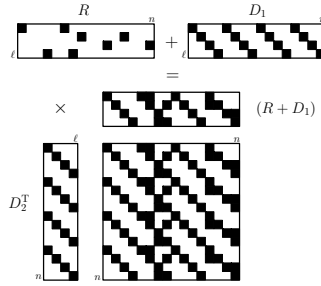 R D₁
n n
ℓ + ℓ
=
× (R + D₁)
ℓ n
D₂ᵀ
n n